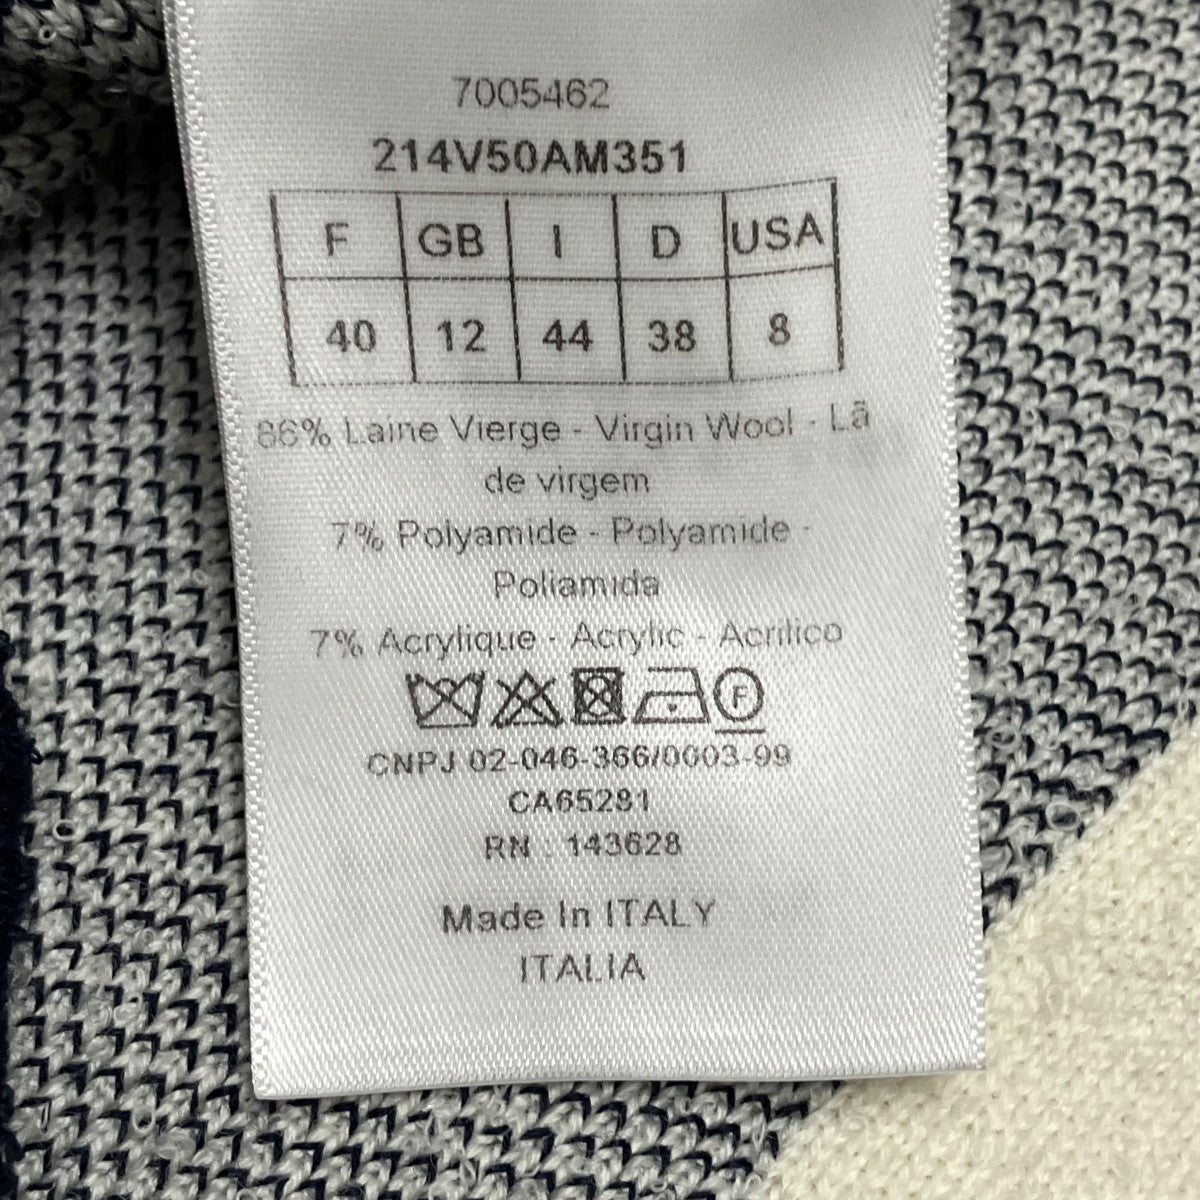 7005462
214V50AM351
F GB I D USA
40 12 44 38 8
86% Laine Vierge - Virgin Wool - Lã
de virgem
7% Polyamide - Polyamide -
Poliamida
7% Acrylique - Acrylic - Acrilico
F
CNPJ 02-046-366/0003-99
CA65281
RN : 143628
Made In ITALY
ITALIA